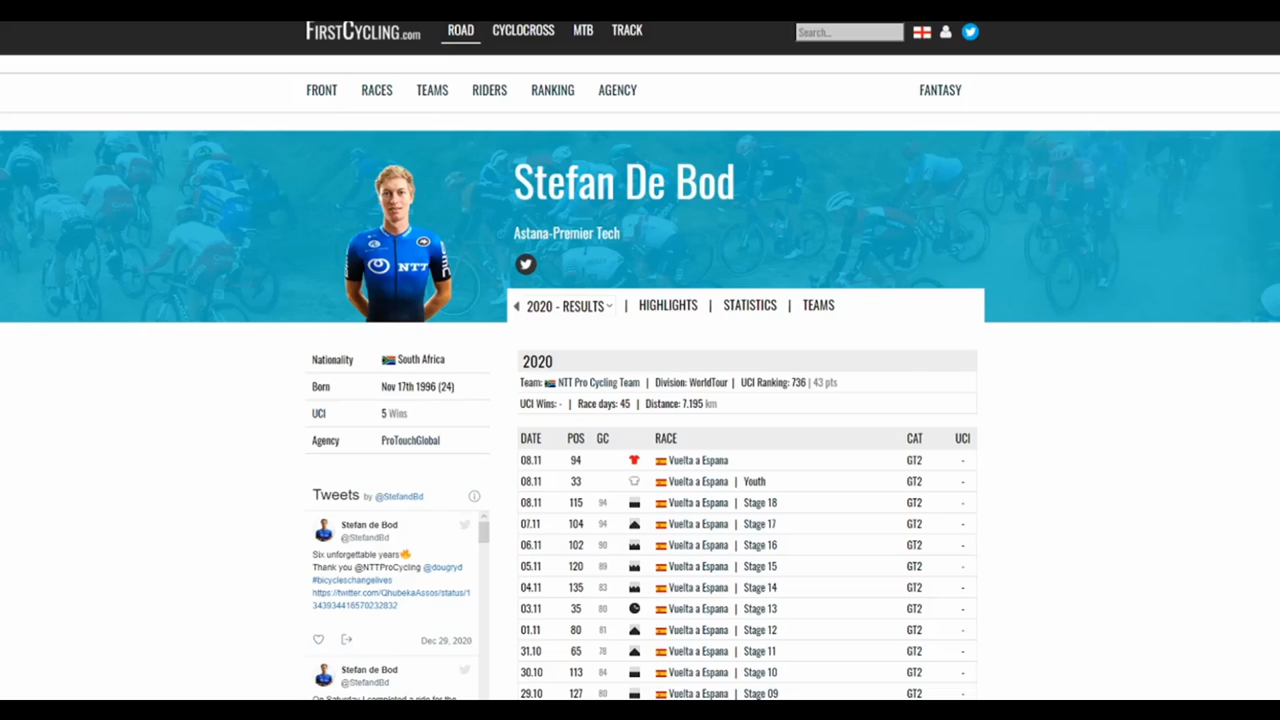 FIRSTCYCLING.com ROAD CYCLOCROSS MTB TRACK Search...
FRONT RACES TEAMS RIDERS RANKING AGENCY FANTASY
Stefan De Bod
Astana-Premier Tech
NTT
2020 - RESULTS | HIGHLIGHTS | STATISTICS | TEAMS
Nationality South Africa
Born Nov 17th 1996 (24)
UCI 5 Wins
Agency ProTouchGlobal
Tweets by @StefandBd
Stefan de Bod
@StefandBd
Six unforgettable years🔥
Thank you @NTTProCycling @dougryd
#bicycleschangelives
https://twitter.com/QhubekaAssos/status/1
343934416570232832
Dec 29, 2020
Stefan de Bod
@StefandBd
On Saturday I completed a ride for the
2020
Team: NTT Pro Cycling Team | Division: WorldTour | UCI Ranking: 736 | 43 pts
UCI Wins: - | Race days: 45 | Distance: 7.195 km
DATE POS GC RACE CAT UCI
08.11 94 Vuelta a Espana GT2 -
08.11 33 Vuelta a Espana | Youth GT2 -
08.11 115 94 Vuelta a Espana | Stage 18 GT2 -
07.11 104 94 Vuelta a Espana | Stage 17 GT2 -
06.11 102 90 Vuelta a Espana | Stage 16 GT2 -
05.11 120 89 Vuelta a Espana | Stage 15 GT2 -
04.11 135 83 Vuelta a Espana | Stage 14 GT2 -
03.11 35 80 Vuelta a Espana | Stage 13 GT2 -
01.11 80 81 Vuelta a Espana | Stage 12 GT2 -
31.10 65 78 Vuelta a Espana | Stage 11 GT2 -
30.10 113 84 Vuelta a Espana | Stage 10 GT2 -
29.10 127 80 Vuelta a Espana | Stage 09 GT2 -